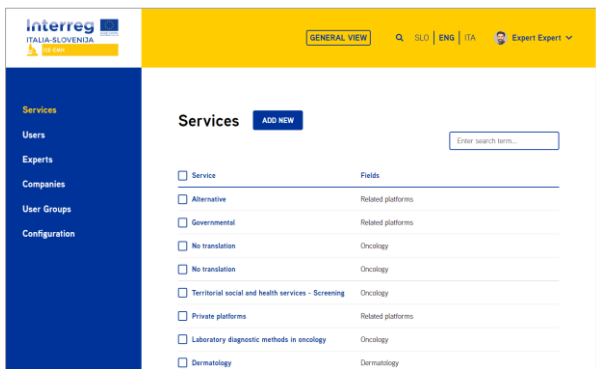 Interreg
ITALIA-SLOVENIJA
GENERAL VIEW
SLO | ENG | ITA
Expert Expert
Services
Users
Experts
Companies
User Groups
Configuration
Services
ADD NEW
Enter search term...
Service Fields
Alternative Related platforms
Governmental Related platforms
No translation Oncology
No translation Oncology
Territorial social and health services - Screening Oncology
Private platforms Related platforms
Laboratory diagnostic methods in oncology Oncology
Dermatology Dermatology